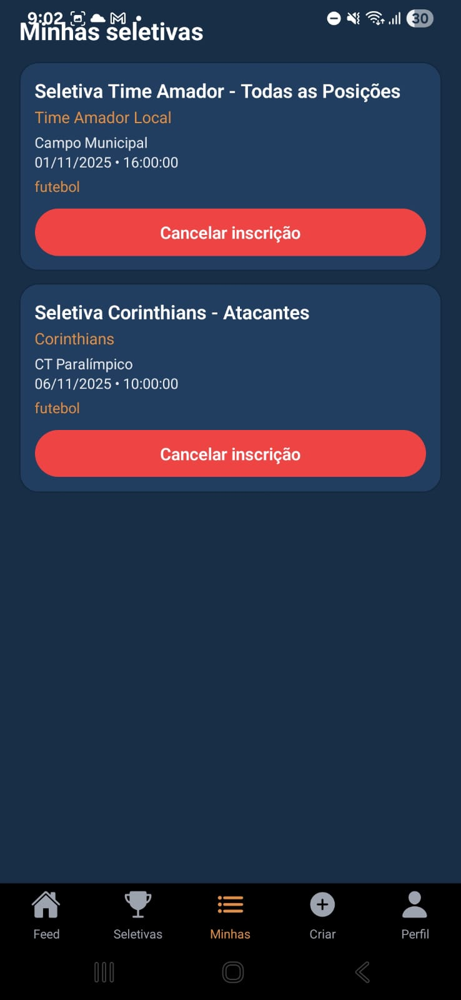 9:02
30
Minhas seletivas
Seletiva Time Amador - Todas as Posições
Time Amador Local
Campo Municipal
01/11/2025 • 16:00:00
futebol
Cancelar inscrição
Seletiva Corinthians - Atacantes
Corinthians
CT Paralímpico
06/11/2025 • 10:00:00
futebol
Cancelar inscrição
Feed
Seletivas
Minhas
Criar
Perfil